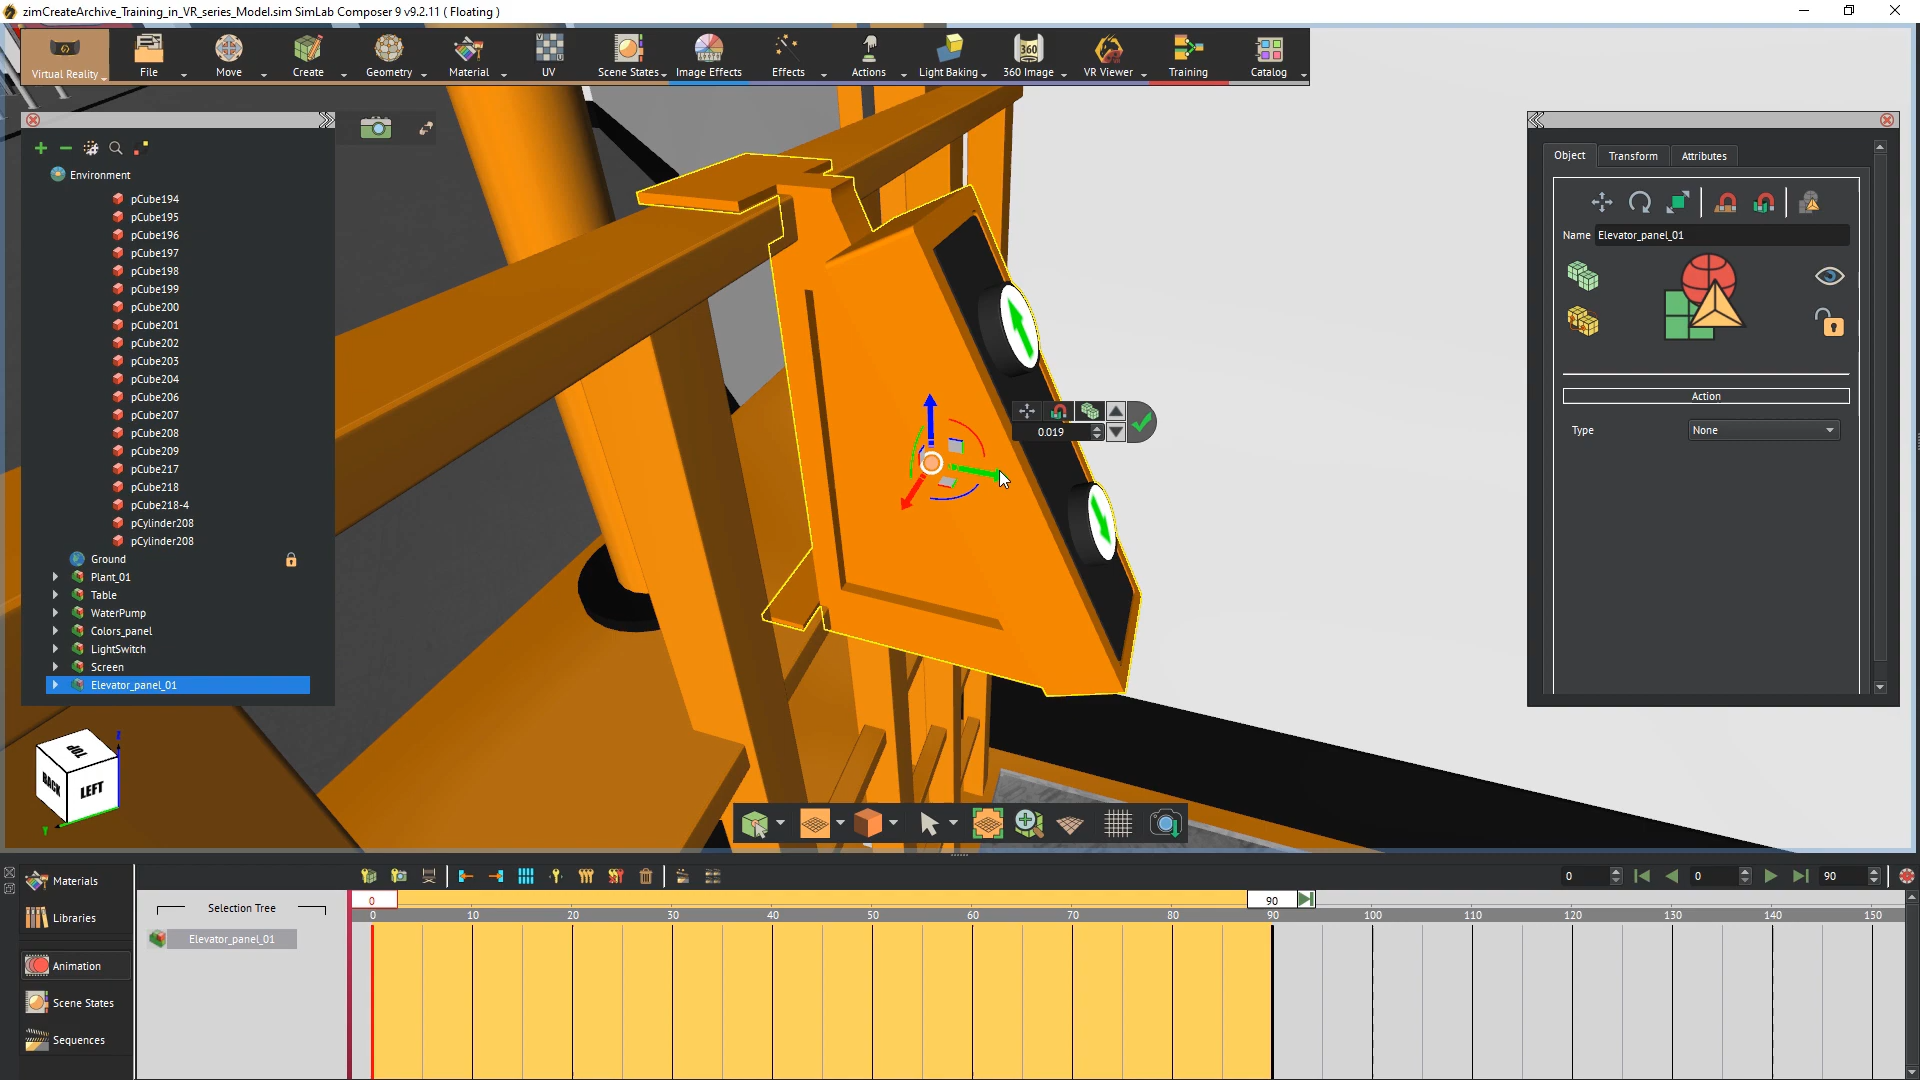 zimCreateArchive_Training_in_VR_series_Model.sim SimLab Composer 9 v9.2.11 ( Floating )
Virtual Reality
File
Move
Create
Geometry
Material
UV
Scene States
Image Effects
Effects
Actions
Light Baking
360
360 Image
VR Viewer
Training
Catalog
Environment
pCube194
pCube195
pCube196
pCube197
pCube198
pCube199
pCube200
pCube201
pCube202
pCube203
pCube204
pCube206
pCube207
pCube208
pCube209
pCube217
pCube218
pCube218-4
pCylinder208
pCylinder208
Ground
Plant_01
Table
WaterPump
Colors_panel
LightSwitch
Screen
Elevator_panel_01
Object
Transform
Attributes
Name
Elevator_panel_01
Action
Type
None
0.019
TOP
BACK
LEFT
Z
Y
Materials
Libraries
Animation
Scene States
Sequences
Selection Tree
Elevator_panel_01
0
0
90
0
90
0
10
20
30
40
50
60
70
80
90
100
110
120
130
140
150